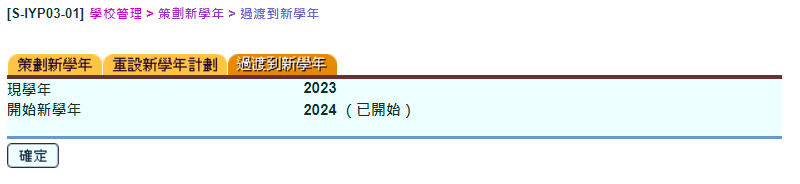 [S-IYP03-01] 學校管理 > 策劃新學年 > 過渡到新學年
策劃新學年 重設新學年計劃 過渡到新學年
現學年 2023
開始新學年 2024 （已開始）
確定